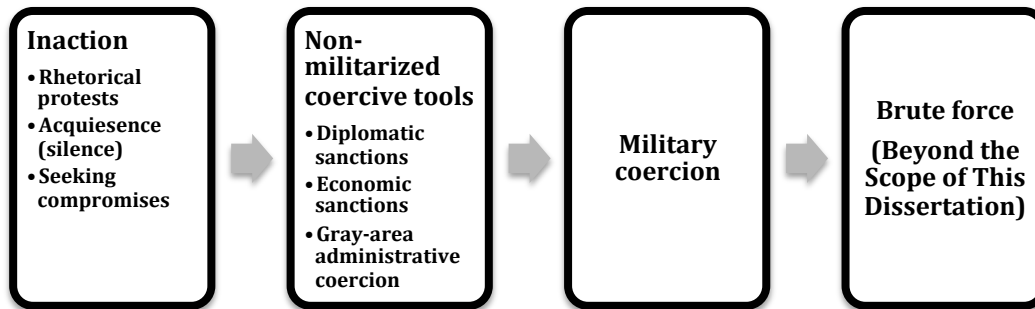 Inaction
• Rhetorical
protests
• Acquiesence
(silence)
• Seeking
compromises
Non-
militarized
coercive tools
• Diplomatic
sanctions
• Economic
sanctions
• Gray-area
administrative
coercion
Military
coercion
Brute force
(Beyond the
Scope of This
Dissertation)